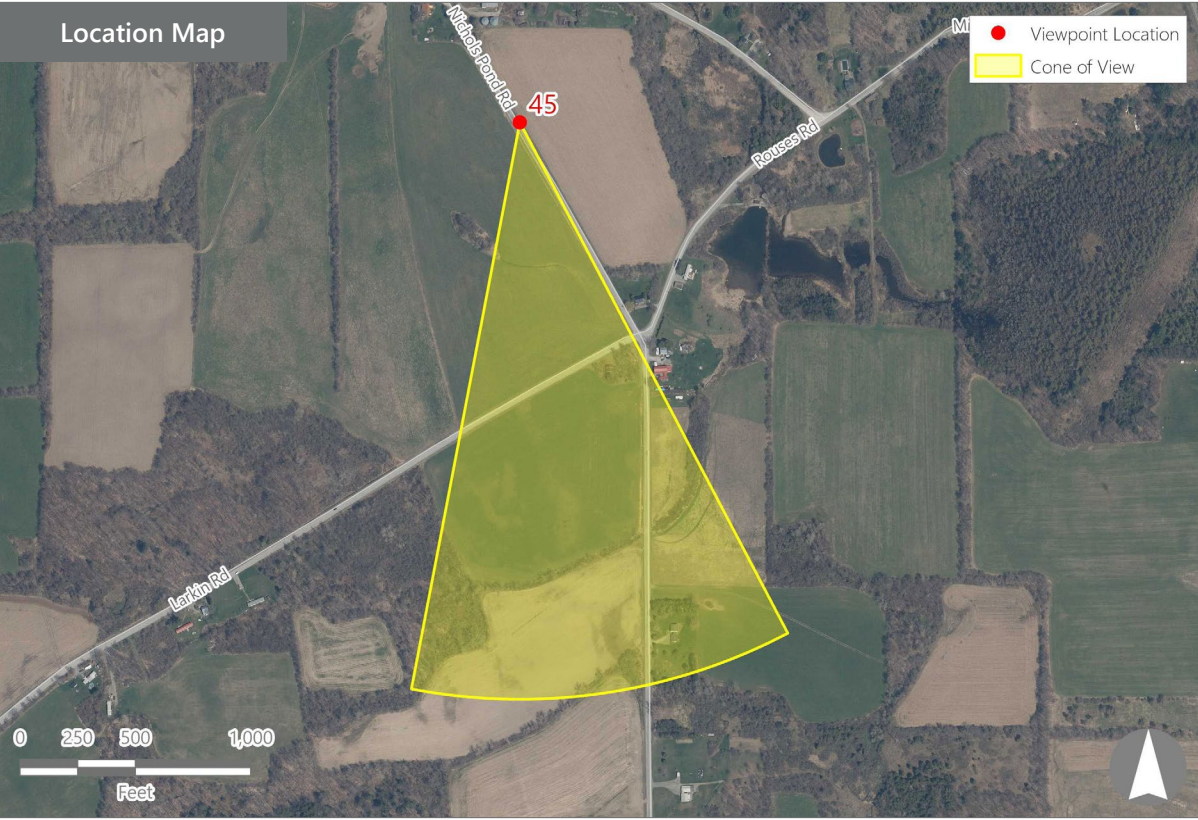 Location Map
Nichols Pond Rd
45
Mi
Viewpoint Location
Cone of View
Rouses Rd
Larkin Rd
0 250 500 1,000
Feet